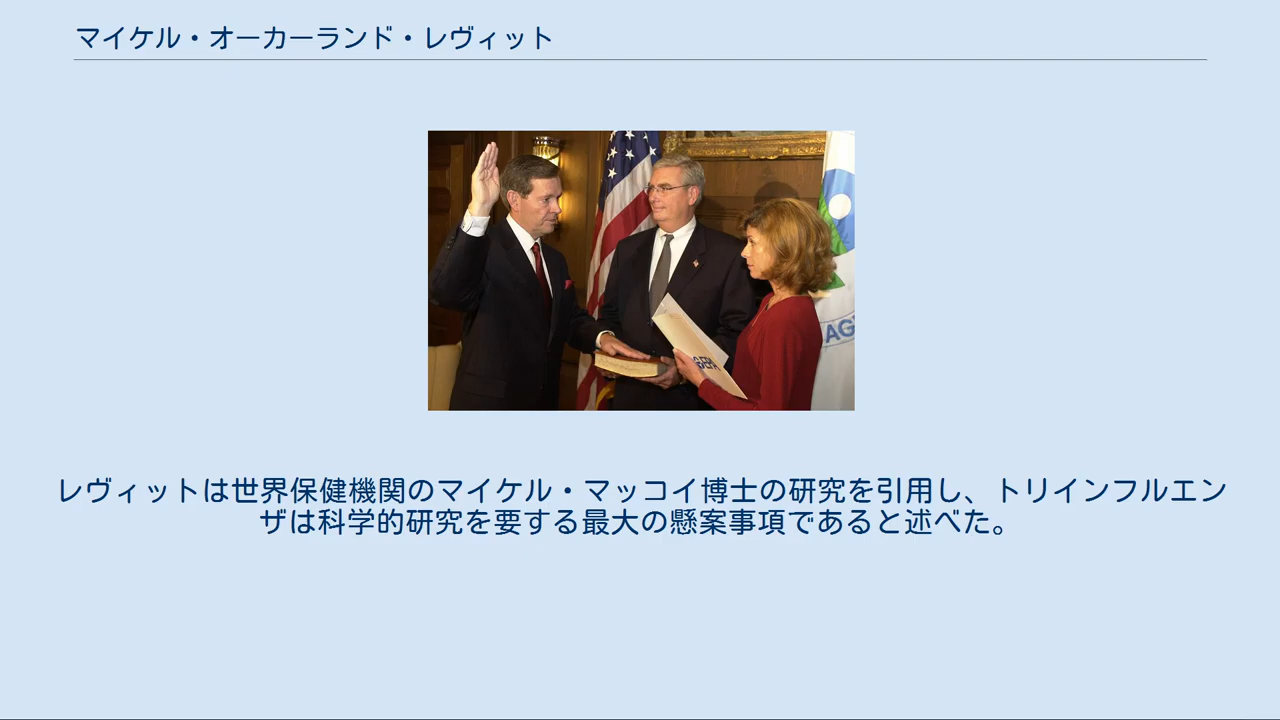 マイケル・オーカーランド・レヴィット
AG
レヴィットは世界保健機関のマイケル・マッコイ博士の研究を引用し、トリインフルエン
ザは科学的研究を要する最大の懸案事項であると述べた。